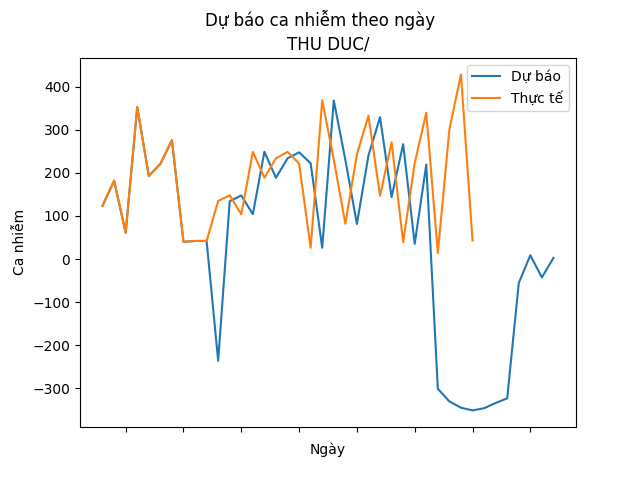 Dự báo ca nhiễm theo ngày
THU DUC/
Dự báo
Thực tế
400
300
200
100
0
−100
−200
−300
Ca nhiễm
Ngày